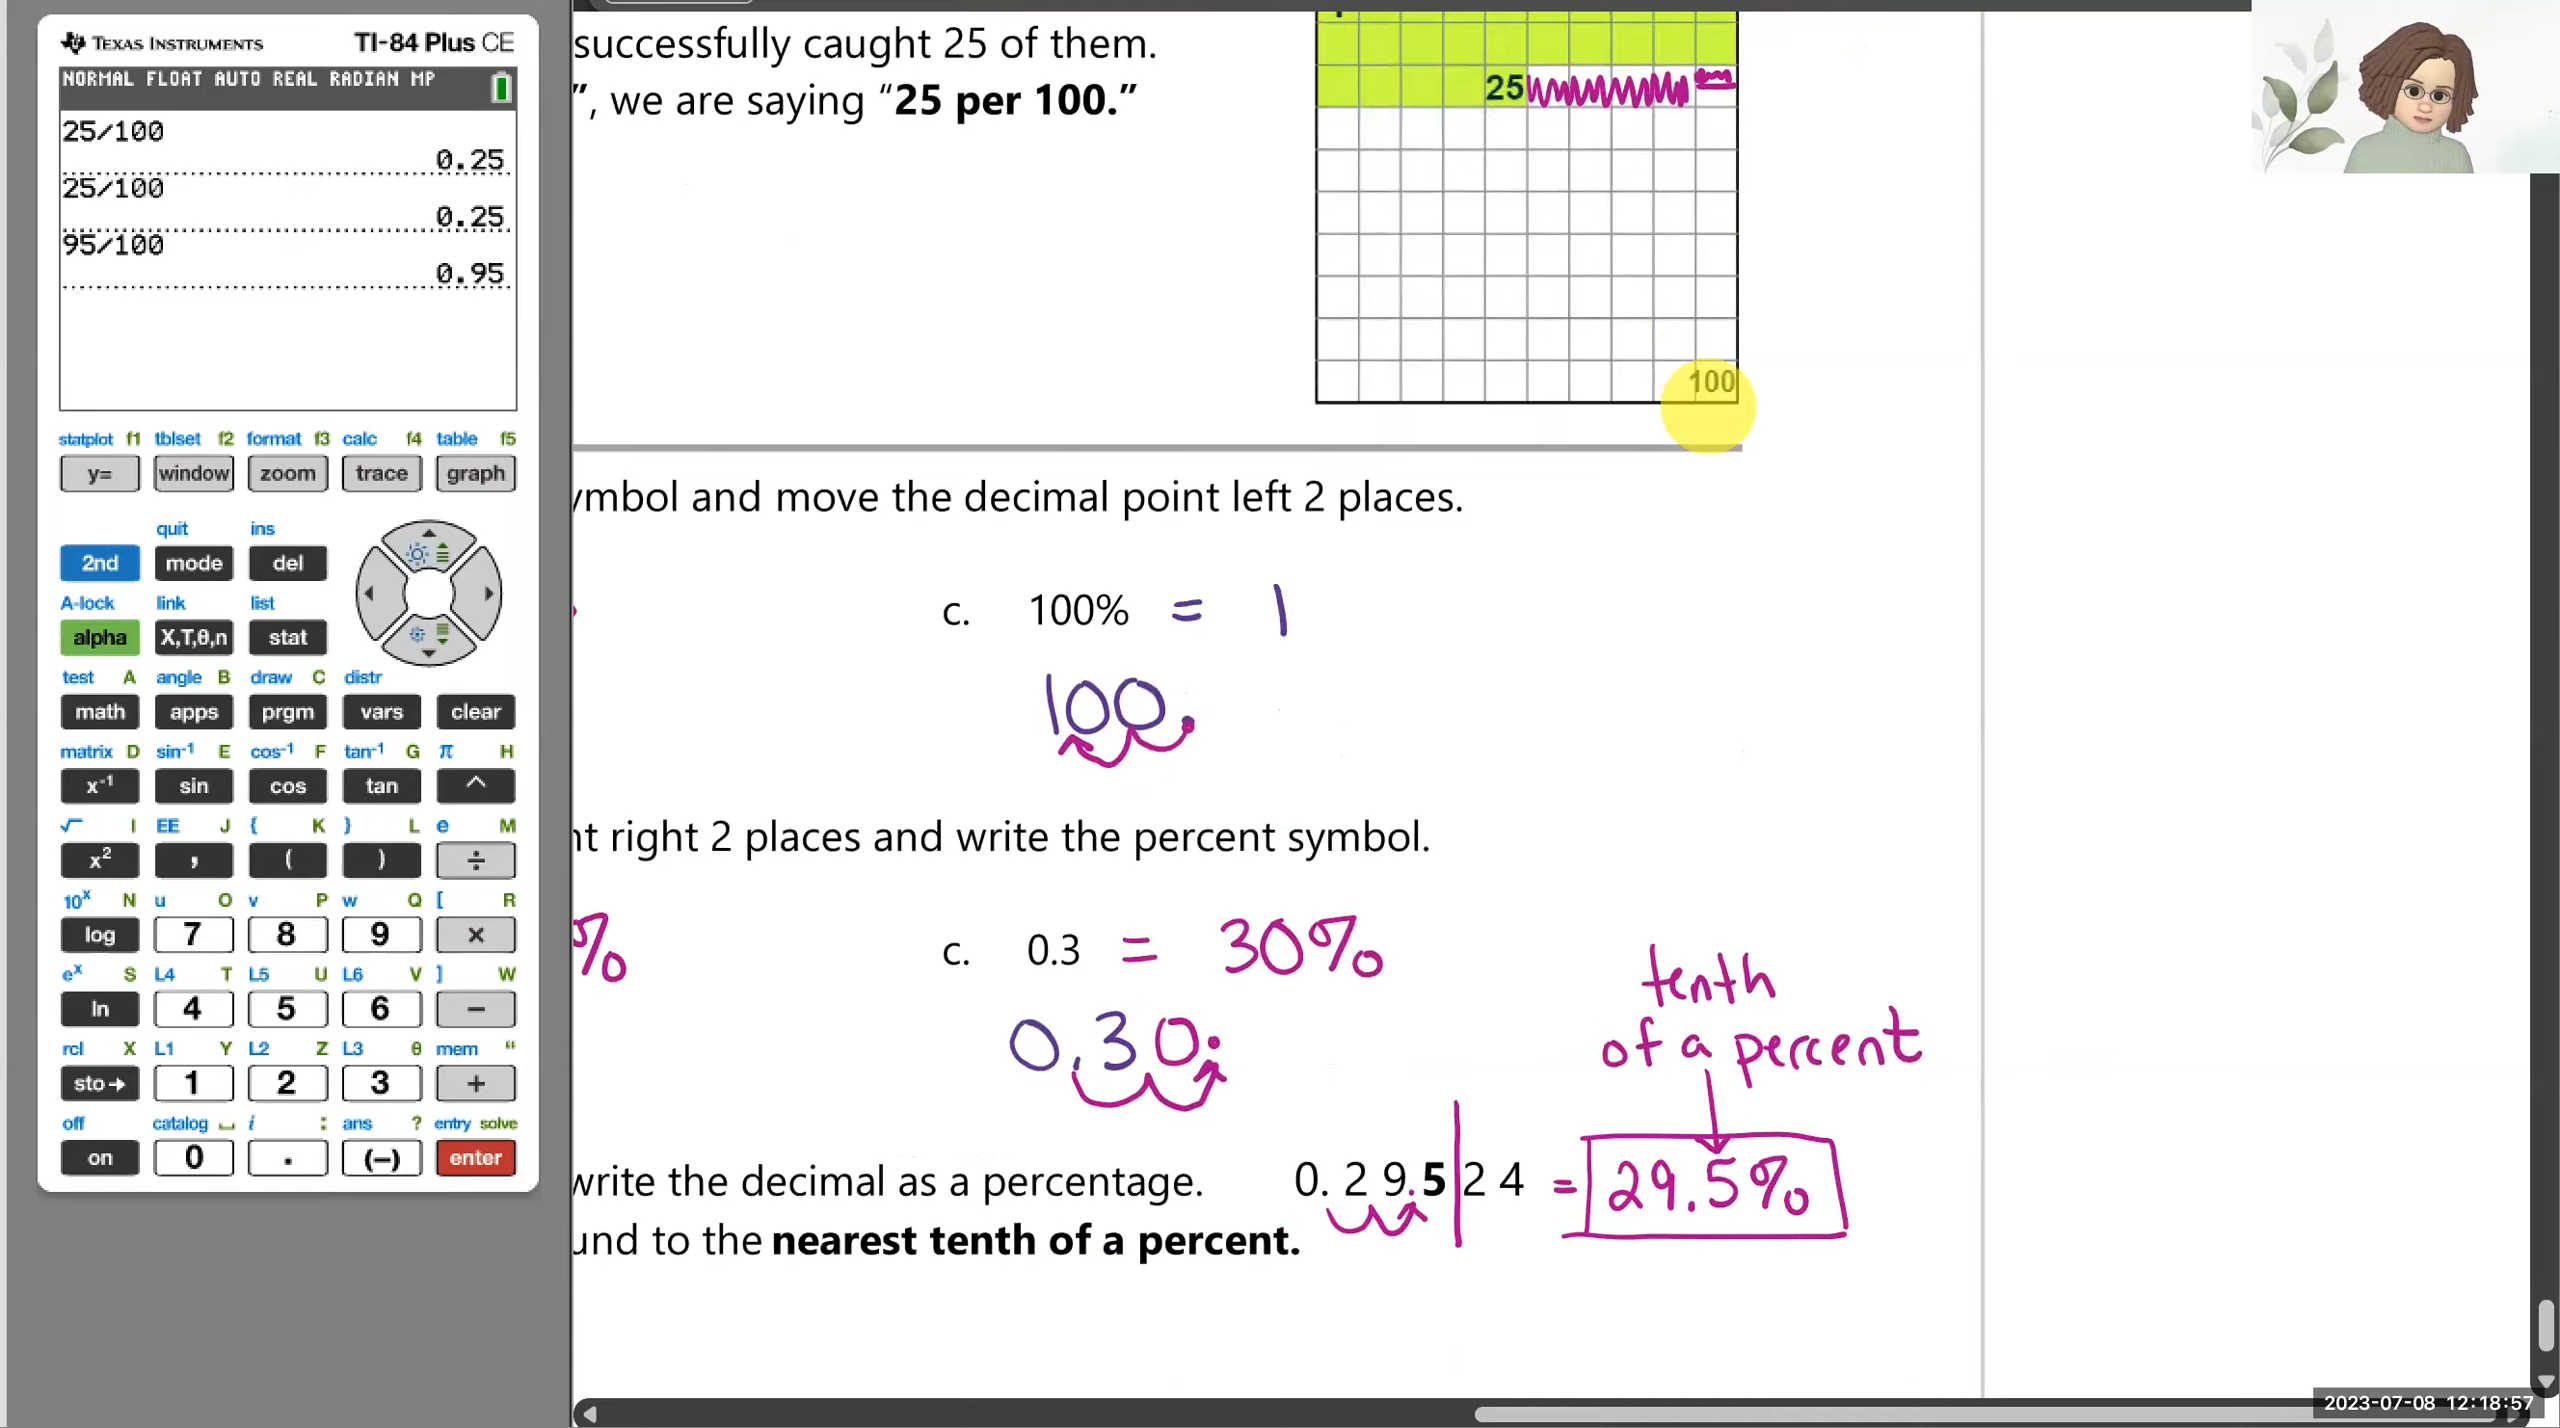 TEXAS INSTRUMENTS TI-84 Plus CE
NORMAL FLOAT AUTO REAL RADIAN MP
25/100
0.25
25/100
0.25
95/100
0.95
statplot f1 tblset f2 format f3 calc f4 table f5
y= window zoom trace graph
quit ins
2nd mode del
A-lock link list
alpha X,T,θ,n stat
test A angle B draw C distr
math apps prgm vars clear
matrix D sin⁻¹ E cos⁻¹ F tan⁻¹ G π H
x⁻¹ sin cos tan ^
√ I EE J { K } L e M
x² , ( ) ÷
10ˣ N u O v P w Q [ R
log 7 8 9 ×
eˣ S L4 T L5 U L6 V ] W
ln 4 5 6 −
rcl X L1 Y L2 Z L3 θ mem "
sto→ 1 2 3 +
off catalog ⎵ i : ans ? entry solve
on 0 . (−) enter
successfully caught 25 of them.
”, we are saying “25 per 100.”
25
100
ymbol and move the decimal point left 2 places.
c. 100% = 1
100.
nt right 2 places and write the percent symbol.
% c. 0.3 = 30%
0.30.
tenth
of a percent
write the decimal as a percentage. 0.29.5|24 = 29.5%
und to the nearest tenth of a percent.
2023-07-08 12:18:57